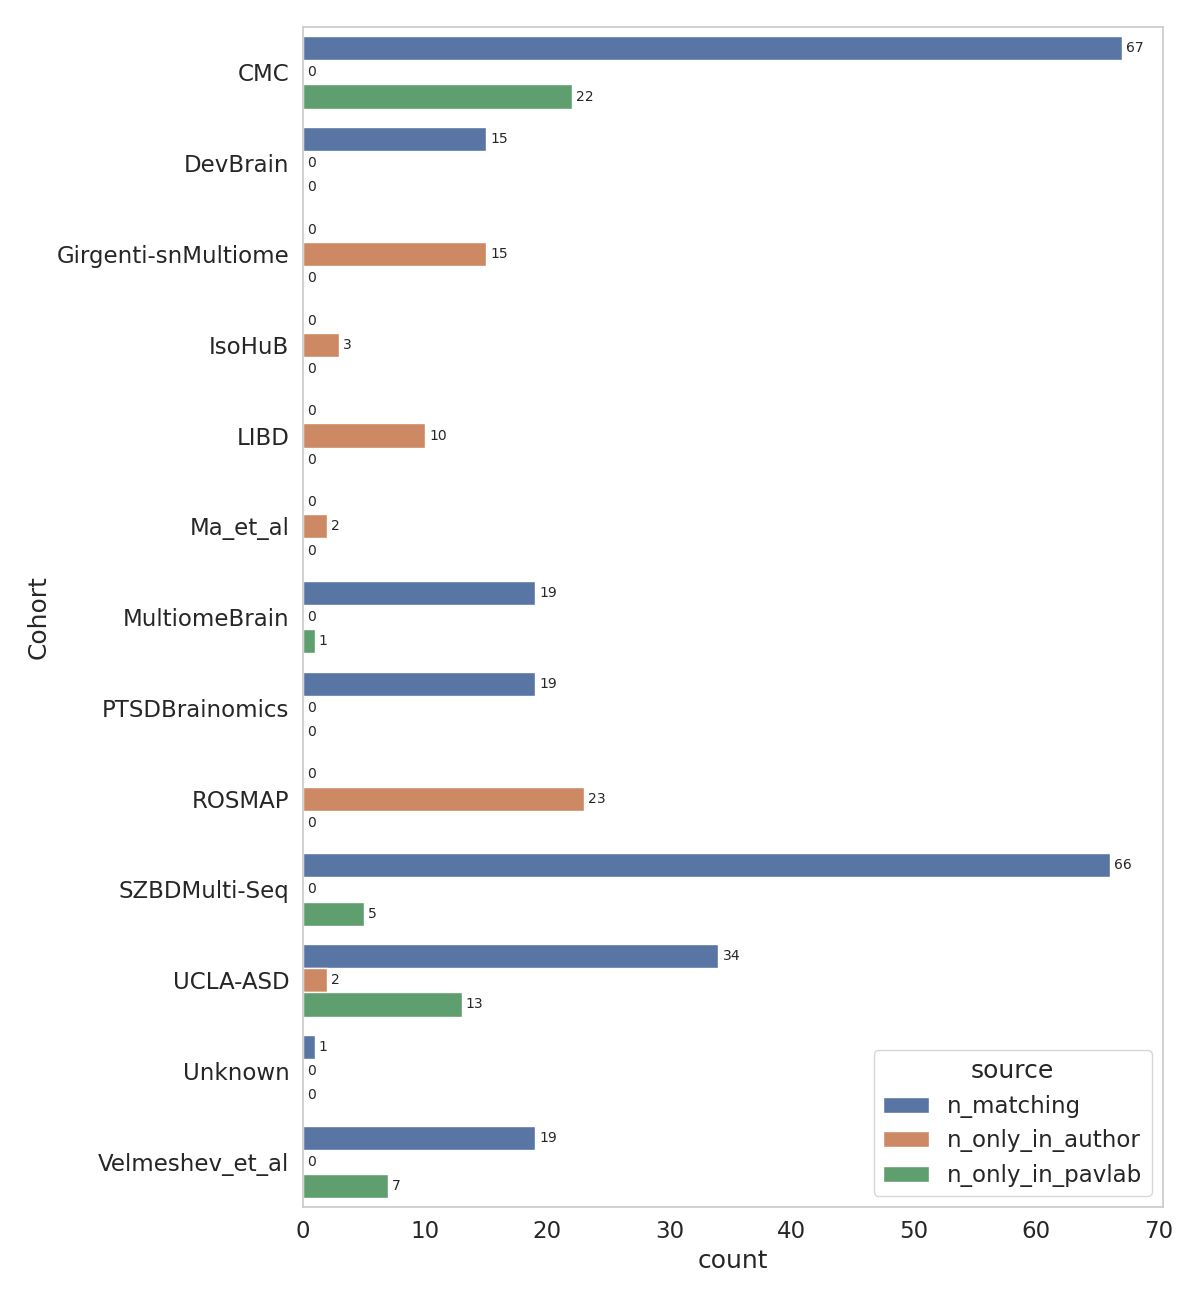 CMC
67
0
22
DevBrain
15
0
0
Girgenti-snMultiome
0
15
0
IsoHuB
0
3
0
LIBD
0
10
0
Ma_et_al
0
2
0
MultiomeBrain
19
0
1
PTSDBrainomics
19
0
0
ROSMAP
0
23
0
SZBDMulti-Seq
66
0
5
UCLA-ASD
34
2
13
Unknown
1
0
0
Velmeshev_et_al
19
0
7
Cohort
source
n_matching
n_only_in_author
n_only_in_pavlab
0 10 20 30 40 50 60 70
count